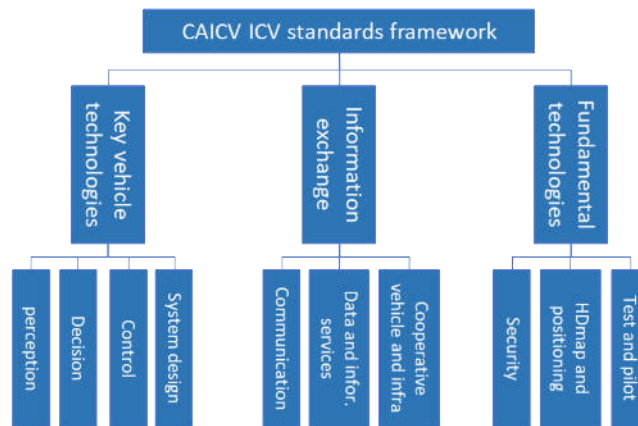 CAICV ICV standards framework
Key vehicle
technologies
Information
exchange
Fundamental
technologies
perception
Decision
Control
System design
Communication
Data and infor.
services
Cooperative
vehicle and infra
Security
HDmap and
positioning
Test and pilot